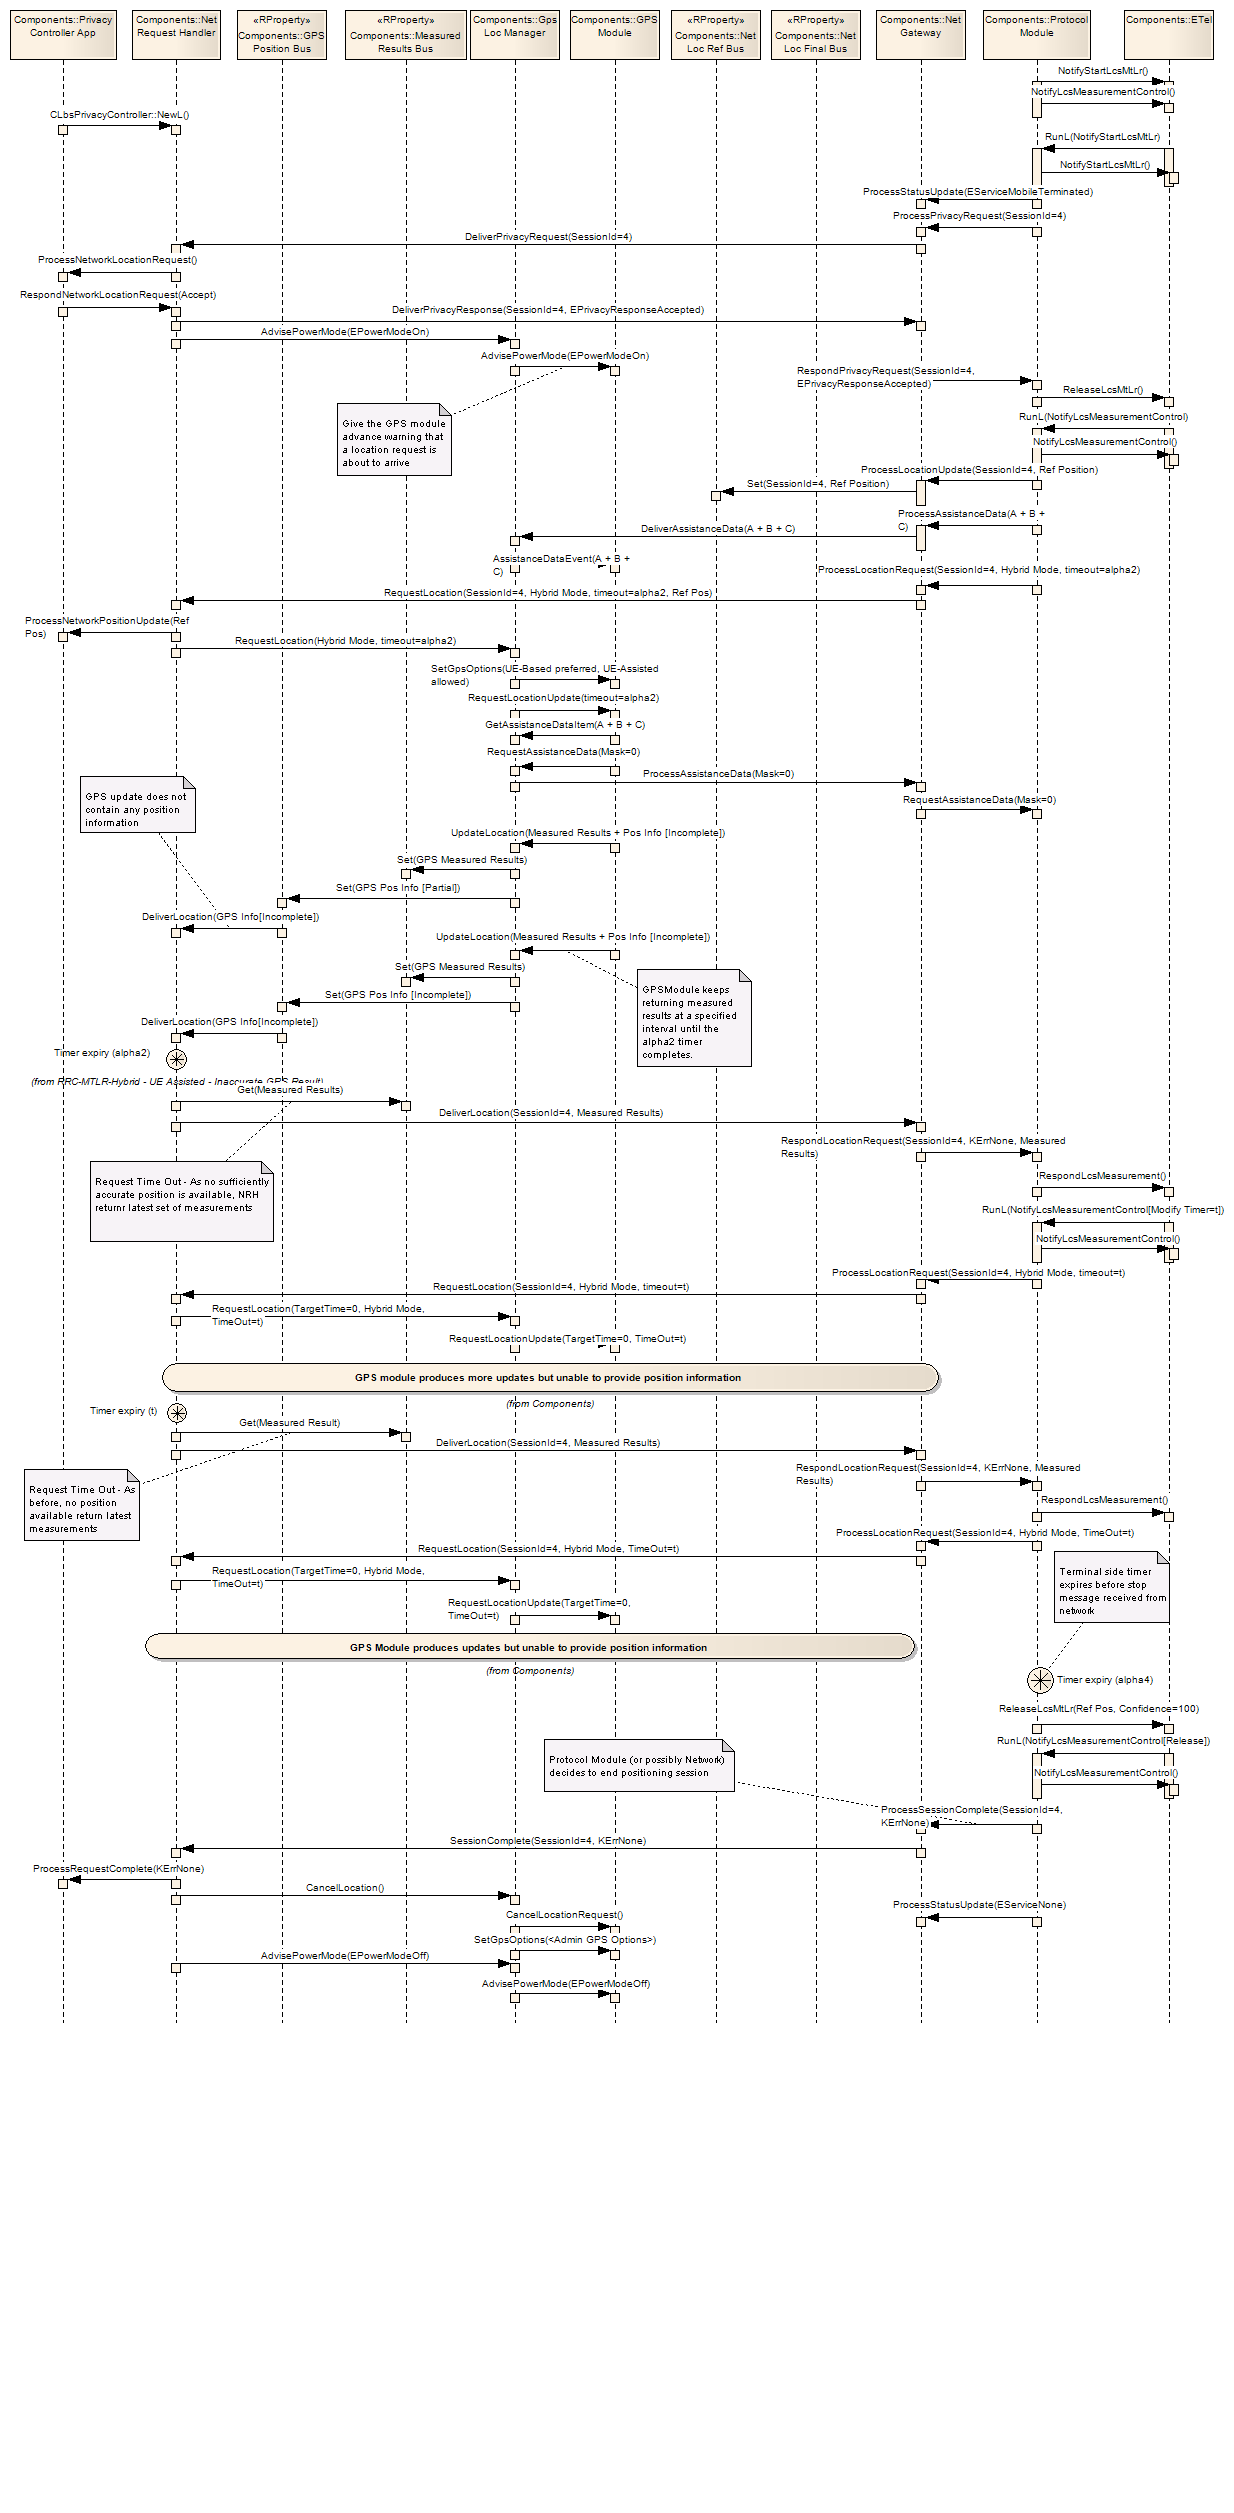 Components::Privacy
Controller App
Components::Net
Request Handler
«RProperty»
Components::GPS
Position Bus
«RProperty»
Components::Measured
Results Bus
Components::Gps
Loc Manager
Components::GPS
Module
«RProperty»
Components::Net
Loc Ref Bus
«RProperty»
Components::Net
Loc Final Bus
Components::Net
Gateway
Components::Protocol
Module
Components::ETel
NotifyStartLcsMtLr()
NotifyLcsMeasurementControl()
CLbsPrivacyController::NewL()
RunL(NotifyStartLcsMtLr)
NotifyStartLcsMtLr()
ProcessStatusUpdate(EServiceMobileTerminated)
ProcessPrivacyRequest(SessionId=4)
DeliverPrivacyRequest(SessionId=4)
ProcessNetworkLocationRequest()
RespondNetworkLocationRequest(Accept)
DeliverPrivacyResponse(SessionId=4, EPrivacyResponseAccepted)
AdvisePowerMode(EPowerModeOn)
AdvisePowerMode(EPowerModeOn)
RespondPrivacyRequest(SessionId=4,
EPrivacyResponseAccepted)
ReleaseLcsMtLr()
Give the GPS module
advance warning that
a location request is
about to arrive
RunL(NotifyLcsMeasurementControl)
NotifyLcsMeasurementControl()
ProcessLocationUpdate(SessionId=4, Ref Position)
Set(SessionId=4, Ref Position)
ProcessAssistanceData(A + B +
C)
DeliverAssistanceData(A + B + C)
AssistanceDataEvent(A + B +
C)
ProcessLocationRequest(SessionId=4, Hybrid Mode, timeout=alpha2)
RequestLocation(SessionId=4, Hybrid Mode, timeout=alpha2, Ref Pos)
ProcessNetworkPositionUpdate(Ref
Pos)
RequestLocation(Hybrid Mode, timeout=alpha2)
SetGpsOptions(UE-Based preferred, UE-Assisted
allowed)
RequestLocationUpdate(timeout=alpha2)
GetAssistanceDataItem(A + B + C)
RequestAssistanceData(Mask=0)
ProcessAssistanceData(Mask=0)
RequestAssistanceData(Mask=0)
GPS update does not
contain any position
information
UpdateLocation(Measured Results + Pos Info [Incomplete])
Set(GPS Measured Results)
Set(GPS Pos Info [Partial])
DeliverLocation(GPS Info[Incomplete])
UpdateLocation(Measured Results + Pos Info [Incomplete])
Set(GPS Measured Results)
GPSModule keeps
returning measured
results at a specified
interval until the
alpha2 timer
completes.
Set(GPS Pos Info [Incomplete])
DeliverLocation(GPS Info[Incomplete])
Timer expiry (alpha2)
(from RRC-MTLR-Hybrid - UE Assisted - Inaccurate GPS Result)
Get(Measured Results)
DeliverLocation(SessionId=4, Measured Results)
RespondLocationRequest(SessionId=4, KErrNone, Measured
Results)
Request Time Out - As no sufficiently
accurate position is available, NRH
returnr latest set of measurements
RespondLcsMeasurement()
RunL(NotifyLcsMeasurementControl[Modify Timer=t])
NotifyLcsMeasurementControl()
ProcessLocationRequest(SessionId=4, Hybrid Mode, timeout=t)
RequestLocation(SessionId=4, Hybrid Mode, timeout=t)
RequestLocation(TargetTime=0, Hybrid Mode,
TimeOut=t)
RequestLocationUpdate(TargetTime=0, TimeOut=t)
GPS module produces more updates but unable to provide position information
(from Components)
Timer expiry (t)
Get(Measured Result)
DeliverLocation(SessionId=4, Measured Results)
RespondLocationRequest(SessionId=4, KErrNone, Measured
Results)
Request Time Out - As
before, no position
available return latest
measurements
RespondLcsMeasurement()
ProcessLocationRequest(SessionId=4, Hybrid Mode, TimeOut=t)
RequestLocation(SessionId=4, Hybrid Mode, TimeOut=t)
RequestLocation(TargetTime=0, Hybrid Mode,
TimeOut=t)
Terminal side timer
expires before stop
message received from
network
RequestLocationUpdate(TargetTime=0,
TimeOut=t)
GPS Module produces updates but unable to provide position information
(from Components)
Timer expiry (alpha4)
ReleaseLcsMtLr(Ref Pos, Confidence=100)
RunL(NotifyLcsMeasurementControl[Release])
Protocol Module (or possibly Network)
decides to end positioning session
NotifyLcsMeasurementControl()
ProcessSessionComplete(SessionId=4,
KErrNone)
SessionComplete(SessionId=4, KErrNone)
ProcessRequestComplete(KErrNone)
CancelLocation()
ProcessStatusUpdate(EServiceNone)
CancelLocationRequest()
SetGpsOptions(<Admin GPS Options>)
AdvisePowerMode(EPowerModeOff)
AdvisePowerMode(EPowerModeOff)